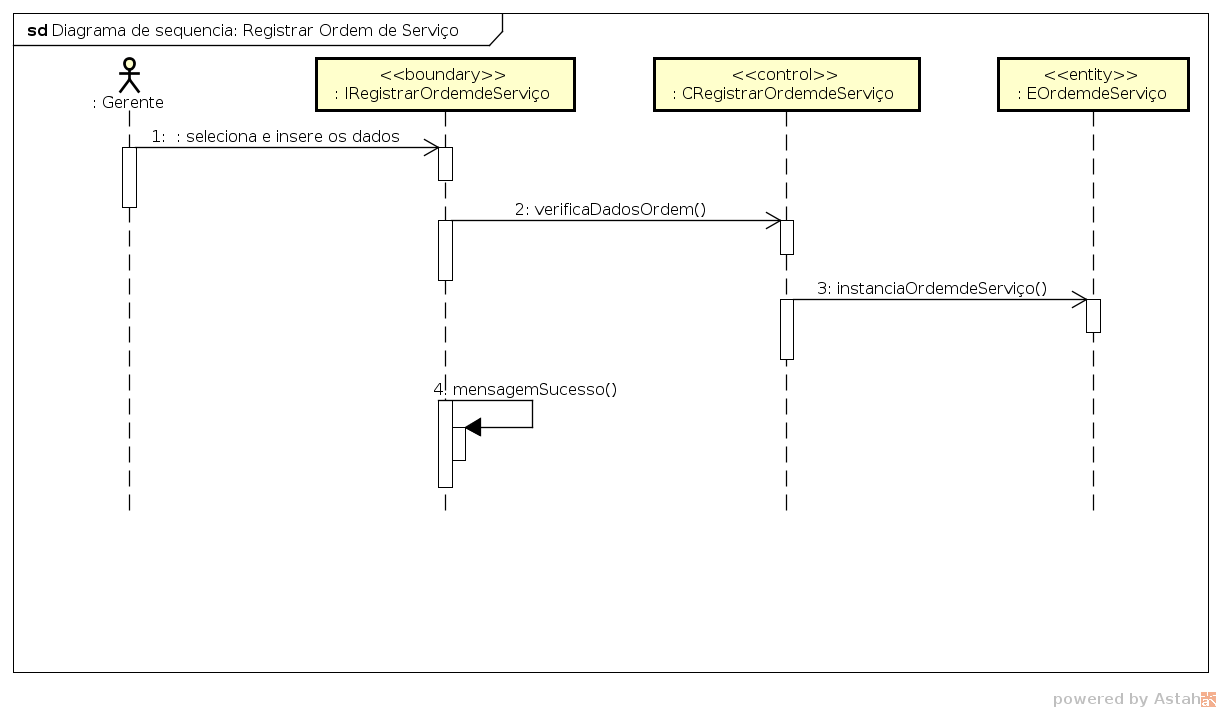 sd Diagrama de sequencia: Registrar Ordem de Serviço
: Gerente
<<boundary>>
: IRegistrarOrdemdeServiço
<<control>>
: CRegistrarOrdemdeServiço
<<entity>>
: EOrdemdeServiço
1:  : seleciona e insere os dados
2: verificaDadosOrdem()
3: instanciaOrdemdeServiço()
4: mensagemSucesso()
powered by Astah